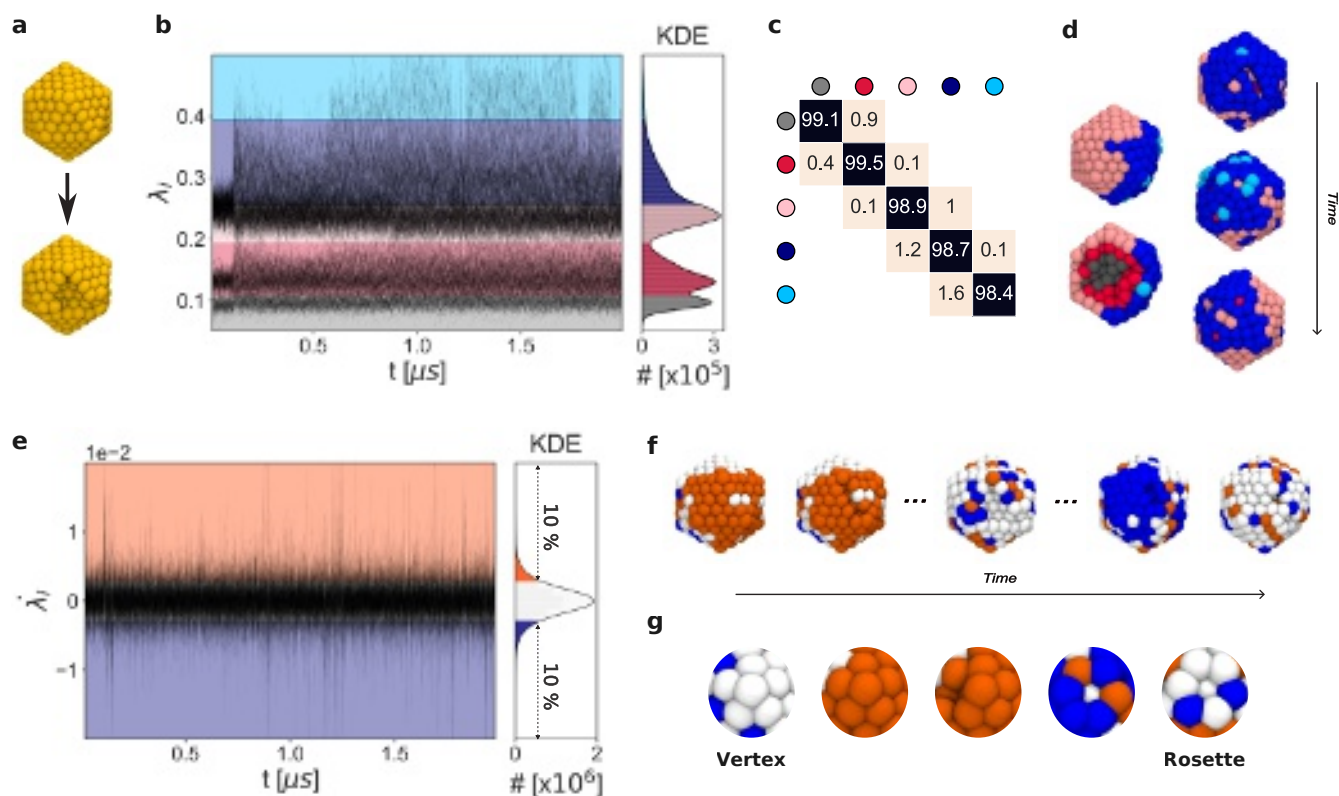 a
b
KDE
0.4
0.3
0.2
0.1
λi
0.5
1.0
1.5
t [μs]
0
3
# [x10⁵]
c
99.1 0.9
0.4 99.5 0.1
0.1 98.9 1
1.2 98.7 0.1
1.6 98.4
d
Time
e
1e−2
KDE
1
0
−1
λ̇i
0.5
1.0
1.5
t [μs]
10 %
10 %
0
2
# [x10⁶]
f
...
...
Time
g
Vertex
Rosette